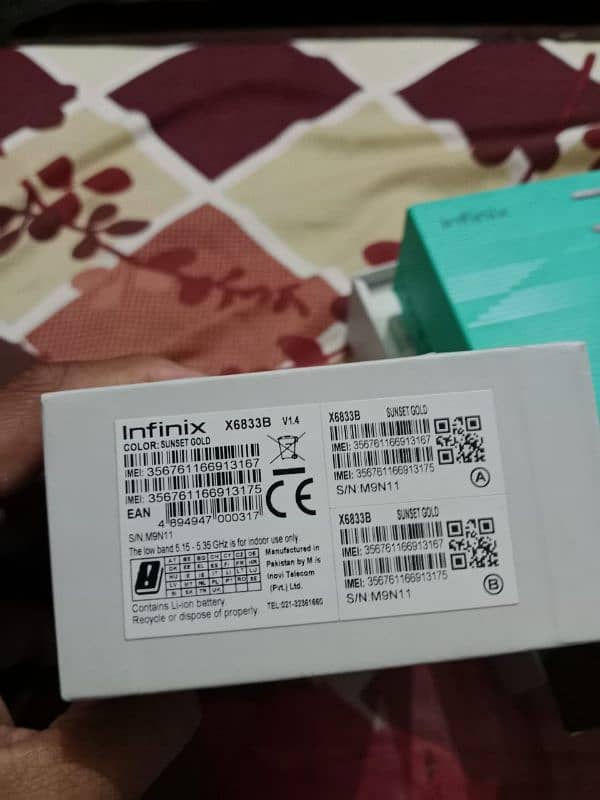 infinix
Infinix X6833B V1.4
COLOR: SUNSET GOLD
IMEI: 356761166913167
IMEI: 356761166913175
EAN
4 894947 000317
S/N:M9N11
The low band 5.15 - 5.35 GHz is for indoor use only.
Manufactured in
Pakistan by M/s
Inovi Telecom
(Pvt.) Ltd.
Contains Li-ion battery.
Recycle or dispose of properly.
TEL:021-32361660
X6833B SUNSET GOLD
IMEI: 356761166913167
IMEI: 356761166913175
S/N:M9N11
A
X6833B SUNSET GOLD
IMEI: 356761166913167
IMEI: 356761166913175
S/N:M9N11
B